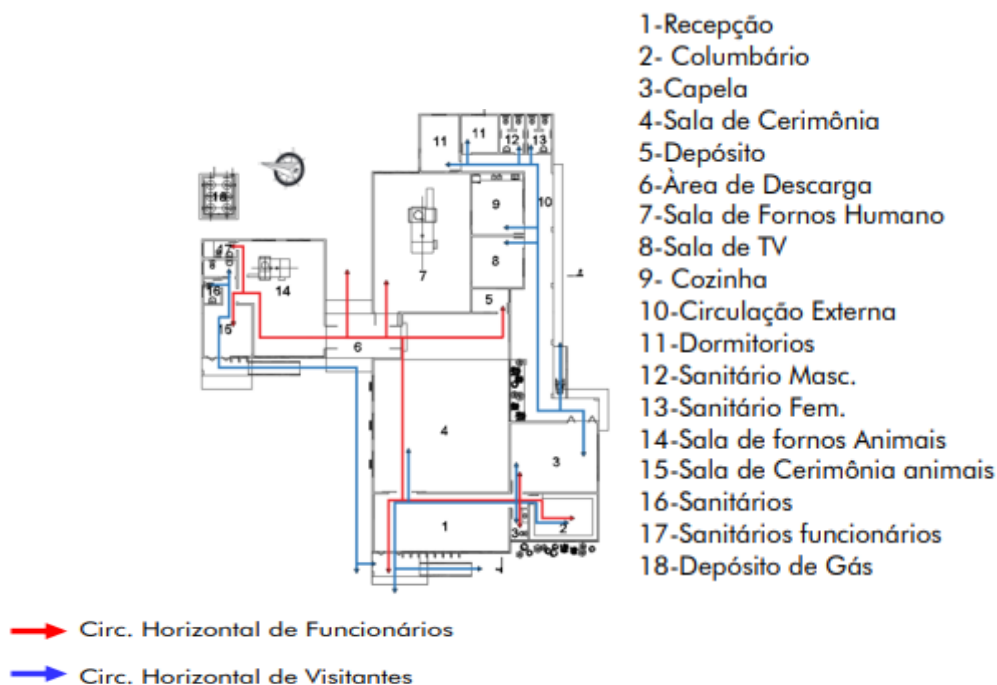 1-Recepção
2- Columbário
3-Capela
4-Sala de Cerimônia
5-Depósito
6-Àrea de Descarga
7-Sala de Fornos Humano
8-Sala de TV
9- Cozinha
10-Circulação Externa
11-Dormitorios
12-Sanitário Masc.
13-Sanitário Fem.
14-Sala de fornos Animais
15-Sala de Cerimônia animais
16-Sanitários
17-Sanitários funcionários
18-Depósito de Gás
11
11
12
13
18
9
10
7
8
14
16
5
15
6
4
3
1
3
2
Circ. Horizontal de Funcionários
Circ. Horizontal de Visitantes